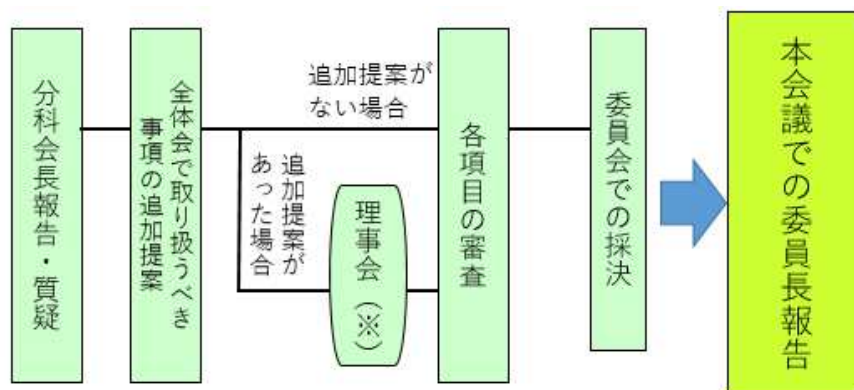 分科会長報告・質疑
全体会で取り扱うべき
事項の追加提案
追加提案が
ない場合
追加提案が
あった場合
理事会（※）
各項目の審査
委員会での採決
本会議での委員長報告